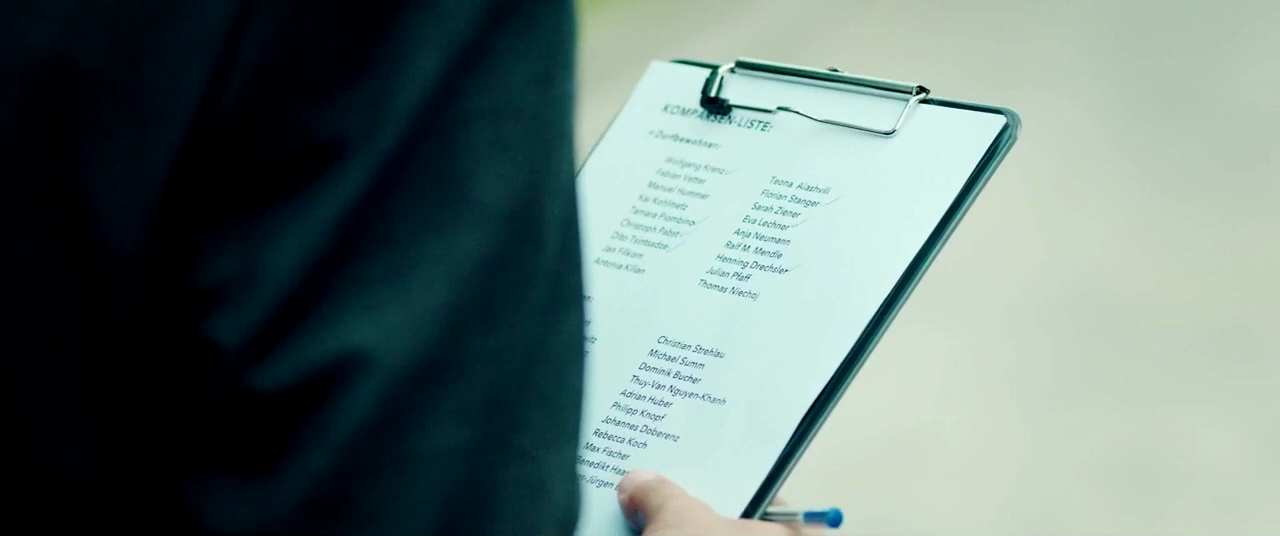 KOMPARSEN-LISTE:
• Dorfbewohner:
Wolfgang Krenz
Fabian Vetter
Manuel Hummer
Kai Kohlmetz
Tamara Piombino
Christoph Pabst
Dito Tsintsadze
Jan Filkorn
Antonia Kilian
Teona Aiashvili
Florian Stanger
Sarah Ziener
Eva Lechner
Anja Neumann
Ralf M. Mendle
Henning Drechsler
Julian Pfaff
Thomas Niechoj
Christian Strehlau
Michael Summ
Dominik Bucher
Thuy-Van Nguyen-Khanh
Adrian Huber
Philipp Knopf
Johannes Doberenz
Rebecca Koch
Max Fischer
Benedikt